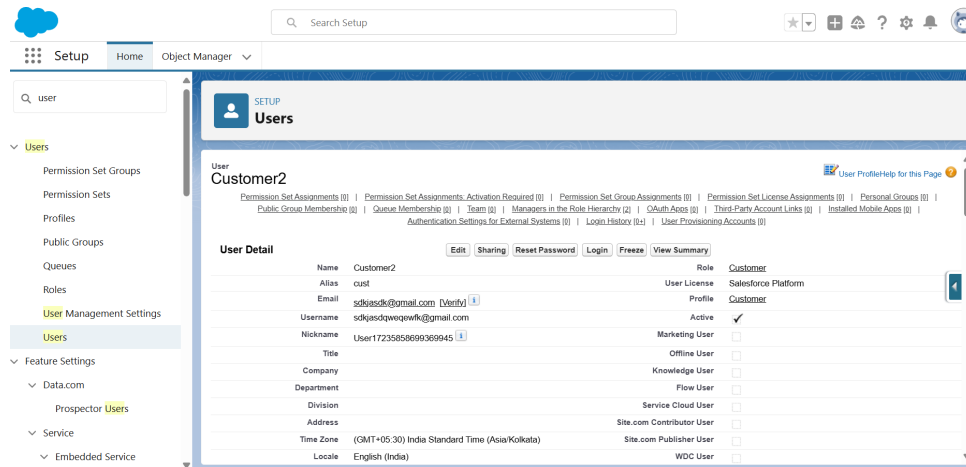 Search Setup
Setup Home Object Manager
user
Users
Permission Set Groups
Permission Sets
Profiles
Public Groups
Queues
Roles
User Management Settings
Users
Feature Settings
Data.com
Prospector Users
Service
Embedded Service
SETUP
Users
User
Customer2
User Profile Help for this Page
Permission Set Assignments [0] | Permission Set Assignments: Activation Required [0] | Permission Set Group Assignments [0] | Permission Set License Assignments [0] | Personal Groups [0] |
Public Group Membership [0] | Queue Membership [0] | Team [0] | Managers in the Role Hierarchy [2] | OAuth Apps [0] | Third-Party Account Links [0] | Installed Mobile Apps [0] |
Authentication Settings for External Systems [0] | Login History [0+] | User Provisioning Accounts [0]
User Detail Edit Sharing Reset Password Login Freeze View Summary
Name Customer2 Role Customer
Alias cust User License Salesforce Platform
Email sdkjasdk@gmail.com [Verify] i Profile Customer
Username sdkjasdqweqewfk@gmail.com Active
Nickname User17235858699369945 i Marketing User
Title Offline User
Company Knowledge User
Department Flow User
Division Service Cloud User
Address Site.com Contributor User
Time Zone (GMT+05:30) India Standard Time (Asia/Kolkata) Site.com Publisher User
Locale English (India) WDC User